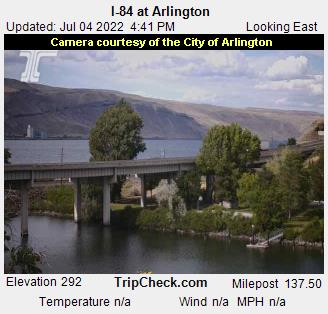 I-84 at Arlington
Updated: Jul 04 2022 4:41 PM Looking East
Camera courtesy of the City of Arlington
Elevation 292 TripCheck.com Milepost 137.50
Temperature n/a Wind n/a MPH n/a